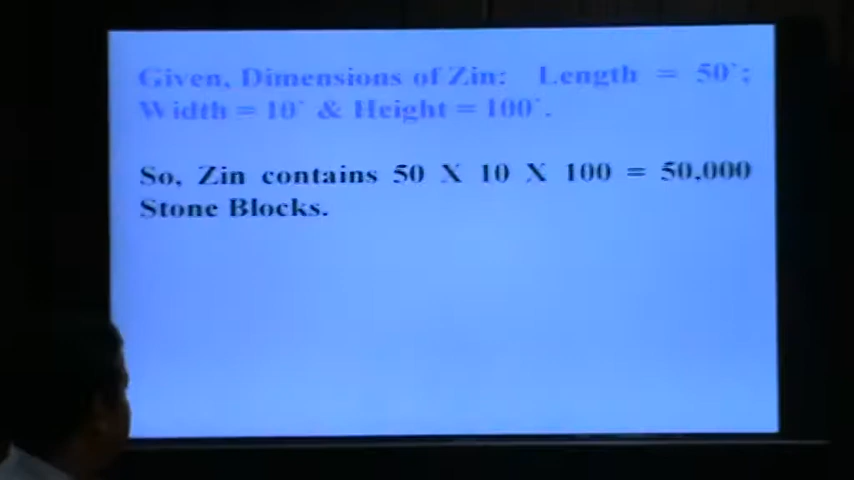 Given, Dimensions of Zin: Length = 50`;
Width = 10` & Height = 100`.
So, Zin contains 50 X 10 X 100 = 50,000
Stone Blocks.